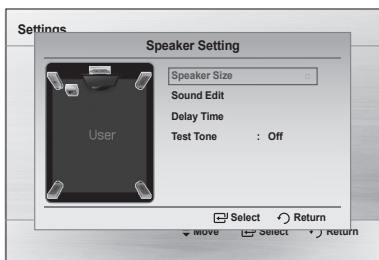 Settings
Speaker Setting
User
Speaker Size
Sound Edit
Delay Time
Test Tone : Off
Select Return
Move Select Return